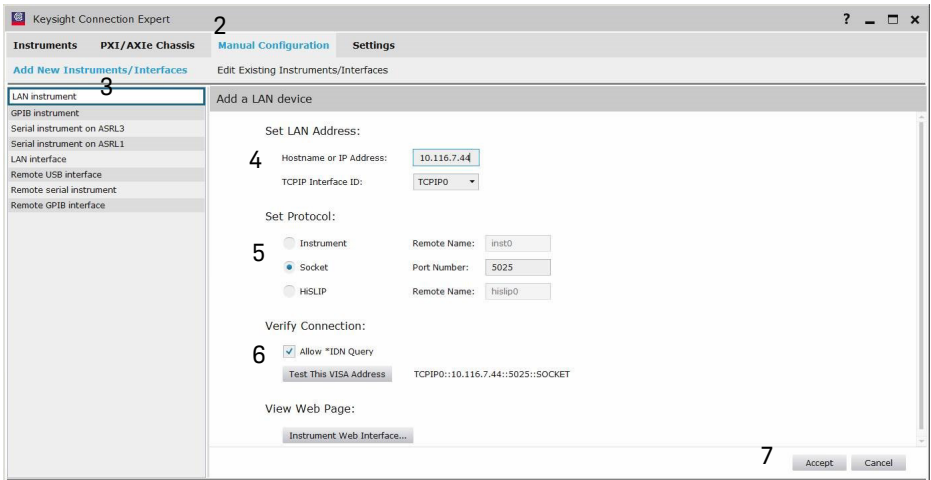 Keysight Connection Expert
2
Instruments PXI/AXIe Chassis Manual Configuration Settings
Add New Instruments/Interfaces Edit Existing Instruments/Interfaces
3
LAN instrument
GPIB instrument
Serial instrument on ASRL3
Serial instrument on ASRL1
LAN interface
Remote USB interface
Remote serial instrument
Remote GPIB interface
Add a LAN device
Set LAN Address:
4 Hostname or IP Address: 10.116.7.44
TCPIP Interface ID: TCPIP0
Set Protocol:
5
Instrument Remote Name: inst0
Socket Port Number: 5025
HiSLIP Remote Name: hislip0
Verify Connection:
6 Allow *IDN Query
Test This VISA Address TCPIP0::10.116.7.44::5025::SOCKET
View Web Page:
Instrument Web Interface...
7 Accept Cancel